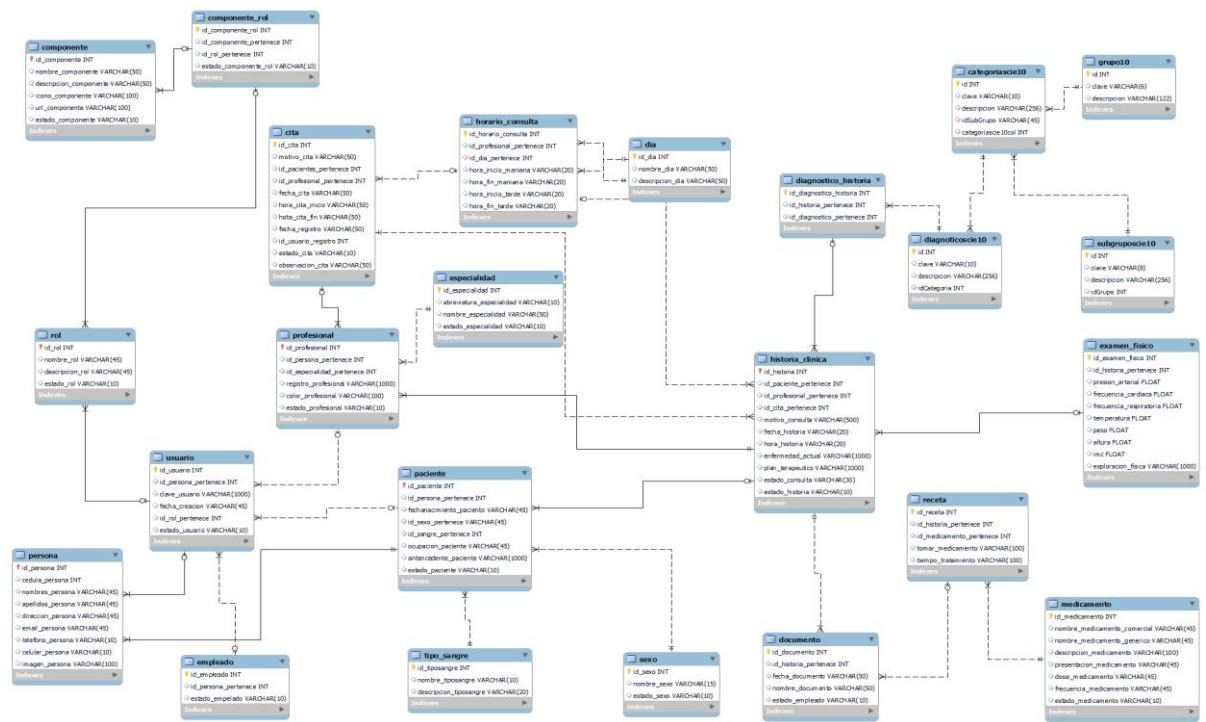 componente_rol
id_componente_rol INT
id_componente_pertenece INT
id_rol_pertenece INT
estado_componente_rol VARCHAR(10)
Indexes
componente
id_componente INT
nombre_componente VARCHAR(50)
descripcion_componente VARCHAR(50)
icono_componente VARCHAR(100)
url_componente VARCHAR(100)
estado_componente VARCHAR(10)
Indexes
cita
id_cita INT
motivo_cita VARCHAR(50)
id_pacientes_pertenece INT
id_profesional_pertenece INT
fecha_cita VARCHAR(50)
hora_cita_inicio VARCHAR(50)
hota_cita_fin VARCHAR(50)
fecha_registro VARCHAR(50)
id_usuario_registro INT
estado_cita VARCHAR(10)
observacion_cita VARCHAR(50)
Indexes
horario_consulta
id_horario_consulta INT
id_profesional_pertenece INT
id_dia_pertenece INT
hora_inicio_maniana VARCHAR(20)
hora_fin_maniana VARCHAR(20)
hora_inicio_tarde VARCHAR(20)
hora_fin_tarde VARCHAR(20)
Indexes
dia
id_dia INT
nombre_dia VARCHAR(50)
descripcion_dia VARCHAR(50)
Indexes
categoriascie10
id INT
clave VARCHAR(10)
descripcion VARCHAR(256)
idSubGrupo VARCHAR(45)
categoriascie10col INT
Indexes
grupo10
id INT
clave VARCHAR(6)
descripcion VARCHAR(122)
Indexes
diagnostico_historia
id_diagnostico_historia INT
id_historia_pertenece INT
id_diagnostico_pertenece INT
Indexes
diagnoticoscie10
id INT
clave VARCHAR(10)
descripcion VARCHAR(256)
idCategoria INT
Indexes
subgruposcie10
id INT
clave VARCHAR(8)
descripcion VARCHAR(256)
idGrupo INT
Indexes
especialidad
id_especialidad INT
abreviatura_especialidad VARCHAR(10)
nombre_especialidad VARCHAR(50)
estado_especialidad VARCHAR(10)
Indexes
rol
id_rol INT
nombre_rol VARCHAR(45)
descripcion_rol VARCHAR(45)
estado_rol VARCHAR(10)
Indexes
profesional
id_profesional INT
id_persona_pertenece INT
id_especialidad_pertenece INT
registro_profesional VARCHAR(1000)
color_profesional VARCHAR(100)
estado_profesional VARCHAR(10)
Indexes
historia_clinica
id_historia INT
id_paciente_pertenece INT
id_profesional_pertenece INT
id_cita_pertenece INT
motivo_consulta VARCHAR(500)
fecha_historia VARCHAR(20)
hora_historia VARCHAR(20)
enfermedad_actual VARCHAR(1000)
plan_terapeutico VARCHAR(1000)
estado_consulta VARCHAR(30)
estado_historia VARCHAR(10)
Indexes
examen_fisico
id_examen_fisico INT
id_historia_pertenece INT
presion_arterial FLOAT
frecuencia_cardiaca FLOAT
frecuencia_respiratoria FLOAT
temperatura FLOAT
peso FLOAT
altura FLOAT
imc FLOAT
exploracion_fisica VARCHAR(1000)
Indexes
usuario
id_usuario INT
id_persona_pertenece INT
clave_usuario VARCHAR(1000)
fecha_creacion VARCHAR(45)
id_rol_pertenece INT
estado_usuario VARCHAR(10)
Indexes
paciente
id_paciente INT
id_persona_pertenece INT
fechanacimiento_paciento VARCHAR(45)
id_sexo_pertenece VARCHAR(45)
id_sangre_pertenece INT
ocupacion_paciente VARCHAR(45)
antencedente_paciente VARCHAR(1000)
estado_paciente VARCHAR(10)
Indexes
receta
id_receta INT
id_historia_pertenece INT
id_medicamento_pertenece INT
tomar_medicamento VARCHAR(100)
tempo_tratamiento VARCHAR(100)
Indexes
persona
id_persona INT
cedula_persona INT
nombres_persona VARCHAR(45)
apellidos_persona VARCHAR(45)
direccion_persona VARCHAR(45)
email_persona VARCHAR(45)
telefono_persona VARCHAR(10)
celular_persona VARCHAR(10)
imagen_persona VARCHAR(100)
Indexes
empleado
id_empleado INT
id_persona_pertenece INT
estado_empelado VARCHAR(10)
Indexes
tipo_sangre
id_tiposangre INT
nombre_tiposangre VARCHAR(10)
descripcion_tiposangre VARCHAR(20)
Indexes
sexo
id_sexo INT
nombre_sexo VARCHAR(15)
estado_sexo VARCHAR(10)
Indexes
documento
id_documento INT
id_historia_pertenece INT
fecha_documento VARCHAR(50)
nombre_documento VARCHAR(50)
estado_empleado VARCHAR(10)
Indexes
medicamento
id_medicamento INT
nombre_medicamento_comercial VARCHAR(45)
nombre_medicamento_generico VARCHAR(45)
descripcion_medicamento VARCHAR(100)
presentacion_medicamento VARCHAR(45)
dosis_medicamento VARCHAR(45)
frecuencia_medicamento VARCHAR(45)
estado_medicamento VARCHAR(10)
Indexes